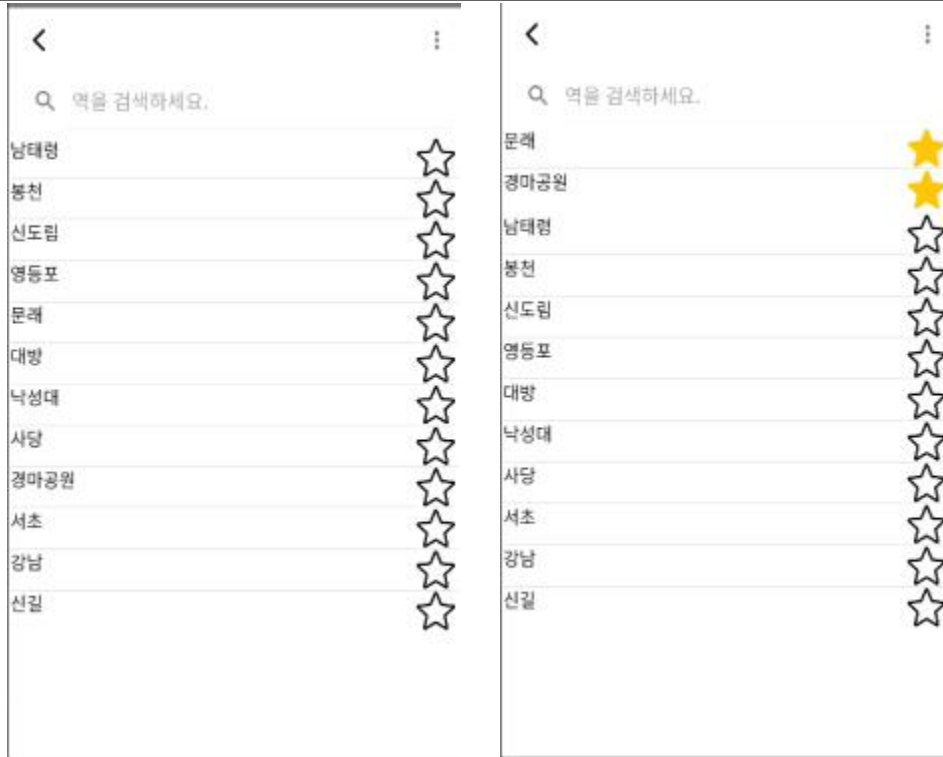 역을 검색하세요.
남태령
봉천
신도림
영등포
문래
대방
낙성대
사당
경마공원
서초
강남
신길
역을 검색하세요.
문래
경마공원
남태령
봉천
신도림
영등포
대방
낙성대
사당
서초
강남
신길